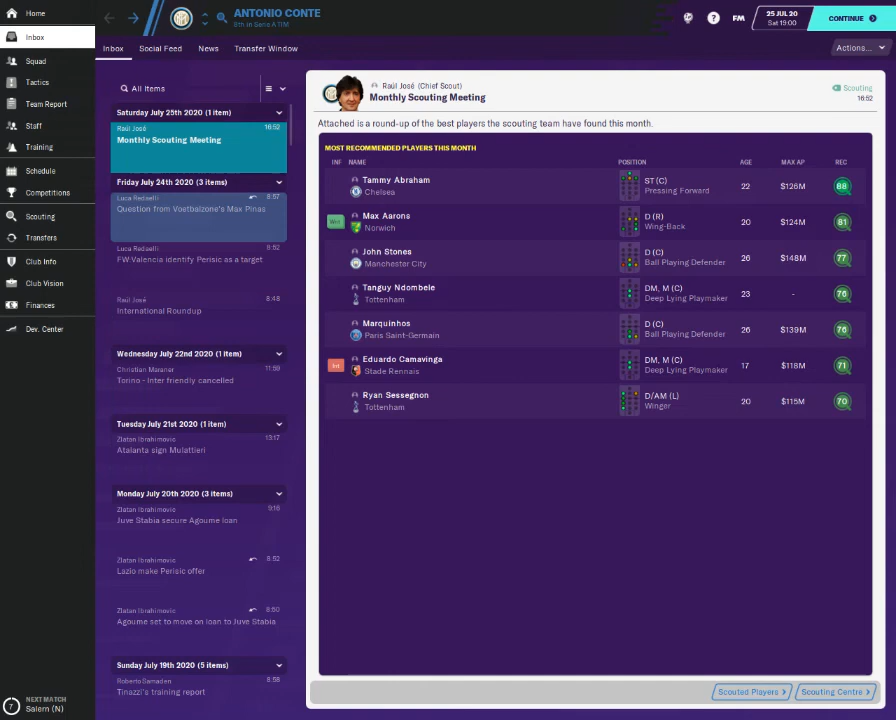 Home
Inbox
Squad
Tactics
Team Report
Staff
Training
Schedule
Competitions
Scouting
Transfers
Club Info
Club Vision
Finances
Dev. Center
7
NEXT MATCH
Salern (N)
ANTONIO CONTE
5th in Serie A TIM
?
FM
25 JUL 20
Sat 19:00
CONTINUE
Inbox Social Feed News Transfer Window
Actions...
All Items
Saturday July 25th 2020 (1 item)
Raúl José 16:52
Monthly Scouting Meeting
Friday July 24th 2020 (3 items)
Luca Redaelli 8:57
Question from Voetbalzone's Max Pinas
Luca Redaelli 8:52
FW-Valencia identify Perisic as a target
Raúl José 8:48
International Roundup
Wednesday July 22nd 2020 (1 item)
Christian Maraner 11:59
Torino - Inter friendly cancelled
Tuesday July 21st 2020 (1 item)
Zlatan Ibrahimovic 13:17
Atalanta sign Mulattieri
Monday July 20th 2020 (3 items)
Zlatan Ibrahimovic 9:16
Juve Stabia secure Agoume loan
Zlatan Ibrahimovic 8:52
Lazio make Perisic offer
Zlatan Ibrahimovic 8:50
Agoume set to move on loan to Juve Stabia
Sunday July 19th 2020 (5 items)
Roberto Samaden 8:58
Tinazzi's training report
Raúl José (Chief Scout)
Monthly Scouting Meeting
Scouting
16:52
Attached is a round-up of the best players the scouting team have found this month.
MOST RECOMMENDED PLAYERS THIS MONTH
INF NAME POSITION AGE MAX AP REC
Tammy Abraham
Chelsea
ST (C)
Pressing Forward
22 $126M 88
Wnt
Max Aarons
Norwich
D (R)
Wing-Back
20 $124M 81
John Stones
Manchester City
D (C)
Ball Playing Defender
26 $148M 77
Tanguy Ndombele
Tottenham
DM, M (C)
Deep Lying Playmaker
23 - 76
Marquinhos
Paris Saint-Germain
D (C)
Ball Playing Defender
26 $139M 76
Int
Eduardo Camavinga
Stade Rennais
DM, M (C)
Deep Lying Playmaker
17 $118M 71
Ryan Sessegnon
Tottenham
D/AM (L)
Winger
20 $115M 70
Scouted Players
Scouting Centre